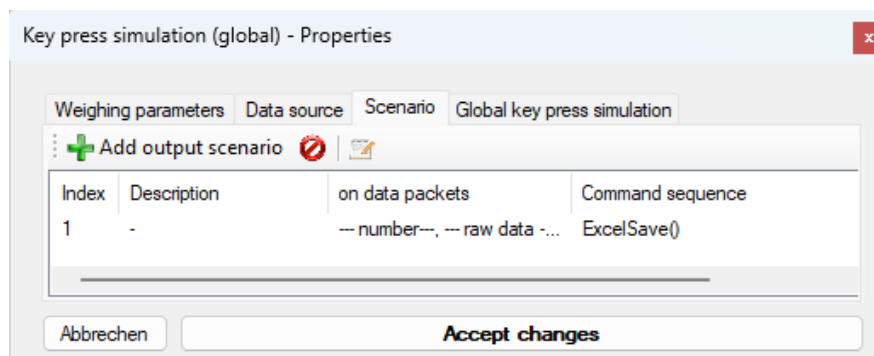 Key press simulation (global) - Properties
x
Weighing parameters Data source Scenario Global key press simulation
Add output scenario
Index Description on data packets Command sequence
1 - --- number---, --- raw data -... ExcelSave()
Abbrechen Accept changes